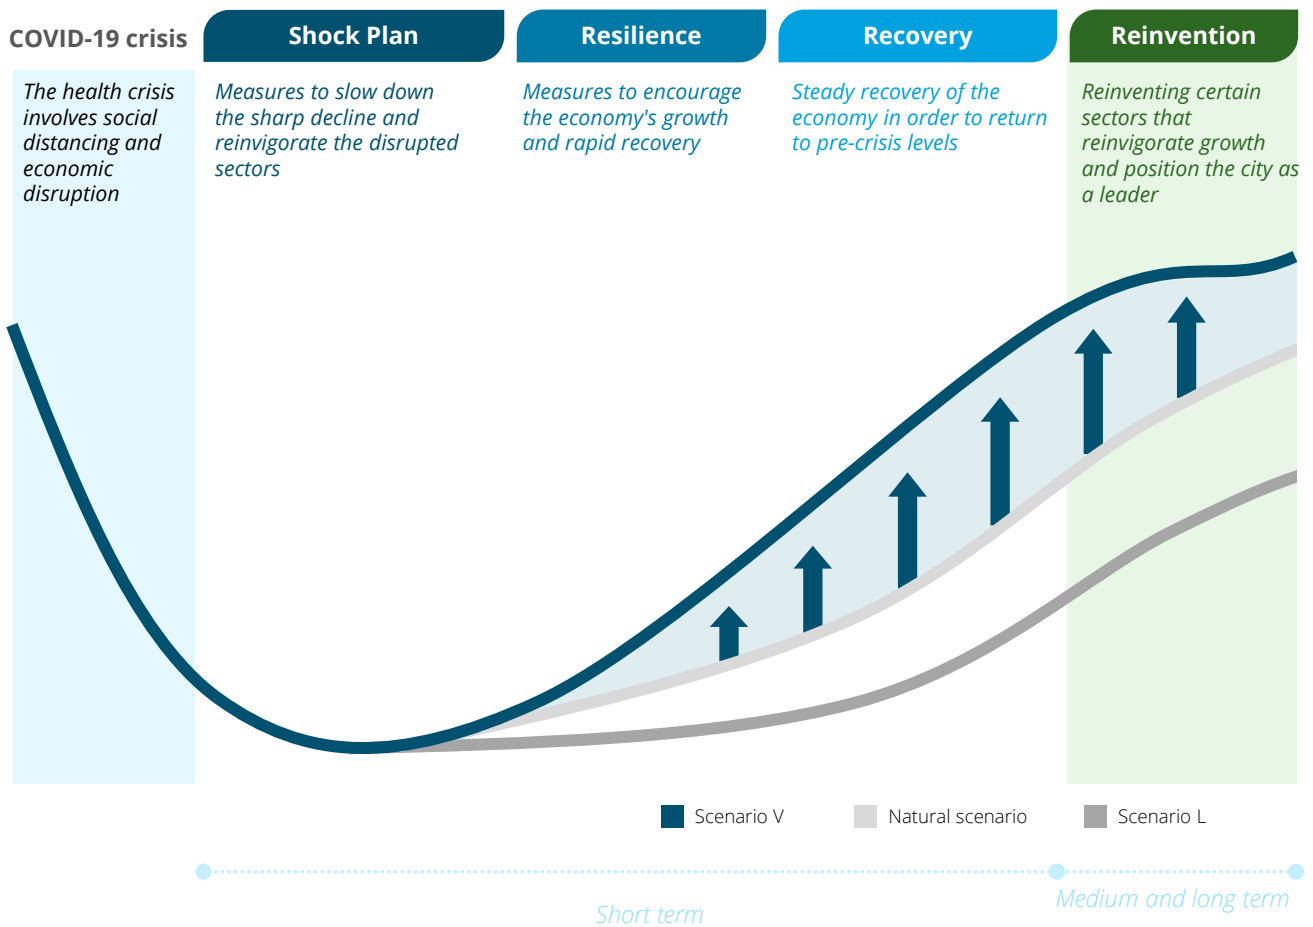 COVID-19 crisis
Shock Plan
Resilience
Recovery
Reinvention
The health crisis
involves social
distancing and
economic
disruption
Measures to slow down
the sharp decline and
reinvigorate the disrupted
sectors
Measures to encourage
the economy's growth
and rapid recovery
Steady recovery of the
economy in order to return
to pre-crisis levels
Reinventing certain
sectors that
reinvigorate growth
and position the city as
a leader
Scenario V
Natural scenario
Scenario L
Short term
Medium and long term